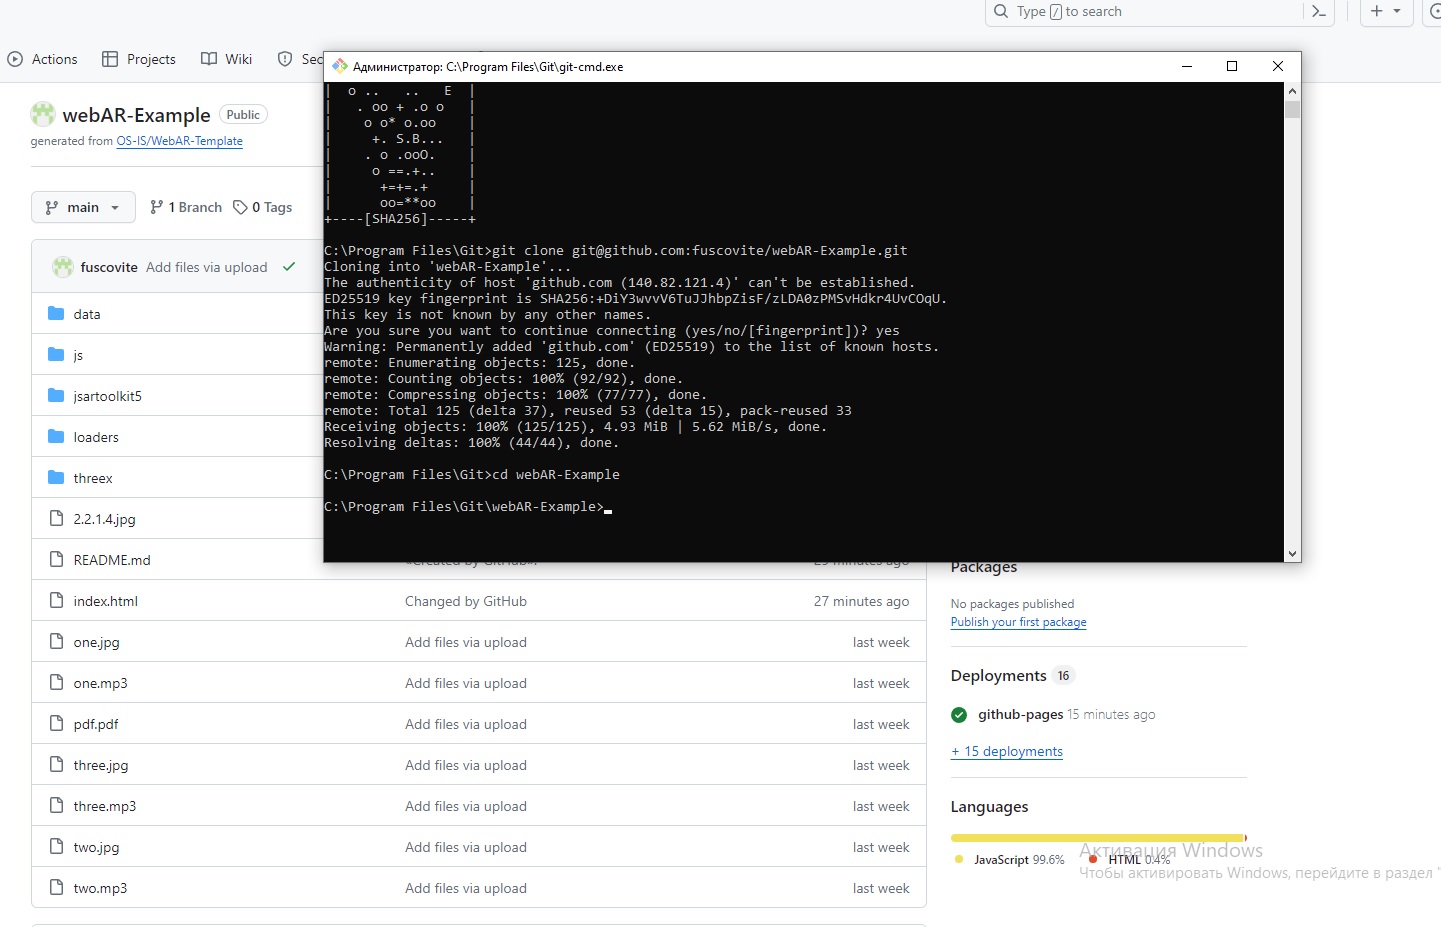 Type / to search
Actions
Projects
Wiki
Sec
webAR-Example Public
generated from OS-IS/WebAR-Template
main
1 Branch
0 Tags
fuscovite Add files via upload
data
js
jsartoolkit5
loaders
threex
2.2.1.4.jpg
README.md
index.html Changed by GitHub 27 minutes ago
one.jpg Add files via upload last week
one.mp3 Add files via upload last week
pdf.pdf Add files via upload last week
three.jpg Add files via upload last week
three.mp3 Add files via upload last week
two.jpg Add files via upload last week
two.mp3 Add files via upload last week
Администратор: C:\Program Files\Git\git-cmd.exe
| o .. .. E |
| . oo + .o o |
| o o* o.oo |
| +. S.B... |
| . o .ooO. |
| o ==.+.. |
| +=+=.+ |
| oo=**oo |
+----[SHA256]-----+
C:\Program Files\Git>git clone git@github.com:fuscovite/webAR-Example.git
Cloning into 'webAR-Example'...
The authenticity of host 'github.com (140.82.121.4)' can't be established.
ED25519 key fingerprint is SHA256:+DiY3wvvV6TuJJhbpZisF/zLDA0zPMSvHdkr4UvCOqU.
This key is not known by any other names.
Are you sure you want to continue connecting (yes/no/[fingerprint])? yes
Warning: Permanently added 'github.com' (ED25519) to the list of known hosts.
remote: Enumerating objects: 125, done.
remote: Counting objects: 100% (92/92), done.
remote: Compressing objects: 100% (77/77), done.
remote: Total 125 (delta 37), reused 53 (delta 15), pack-reused 33
Receiving objects: 100% (125/125), 4.93 MiB | 5.62 MiB/s, done.
Resolving deltas: 100% (44/44), done.
C:\Program Files\Git>cd webAR-Example
C:\Program Files\Git\webAR-Example>
Packages
No packages published
Publish your first package
Deployments 16
github-pages 15 minutes ago
+ 15 deployments
Languages
JavaScript 99.6%
HTML 0.4%
Активация Windows
Чтобы активировать Windows, перейдите в раздел "